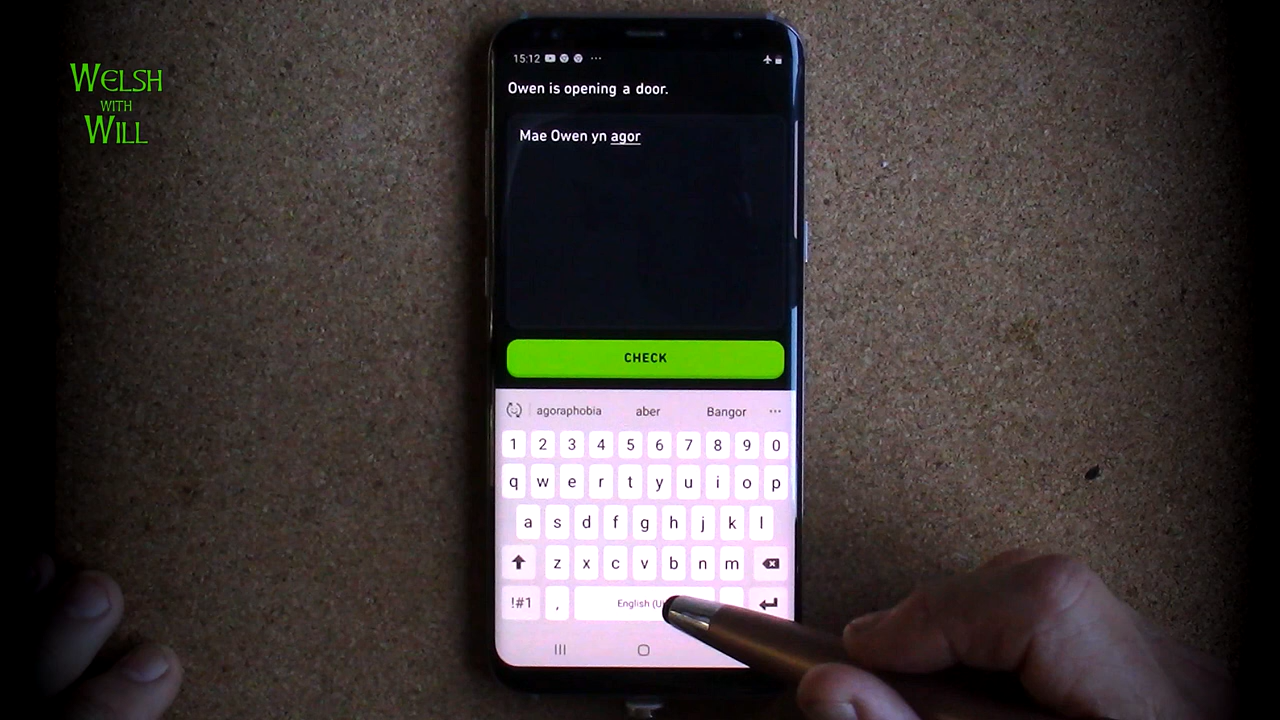 WELSH
WITH
WILL
15:12
Owen is opening a door.
Mae Owen yn agor
CHECK
agoraphobia aber Bangor
1 2 3 4 5 6 7 8 9 0
q w e r t y u i o p
a s d f g h j k l
z x c v b n m
!#1 , English